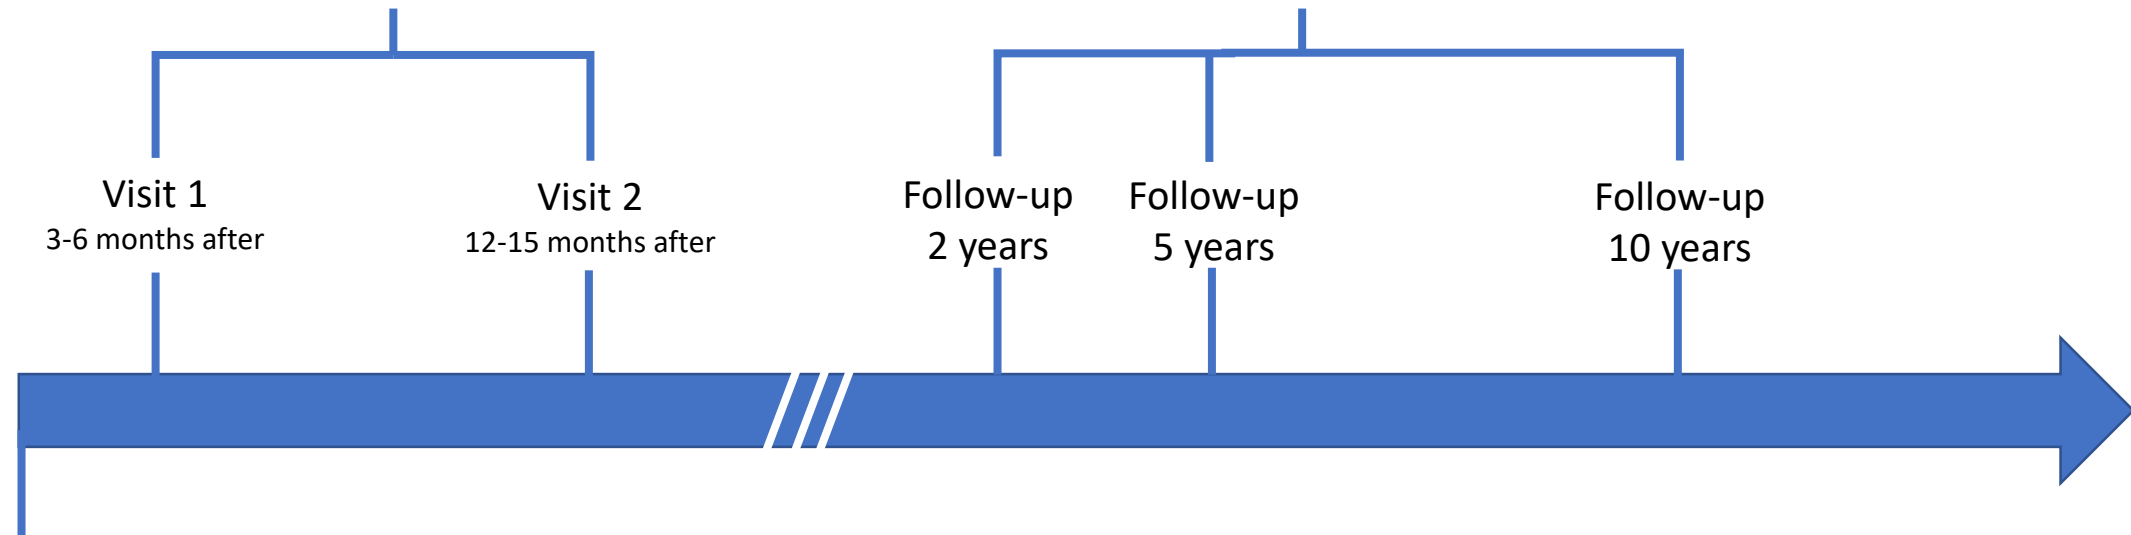 Visit 1
3-6 months after
Visit 2
12-15 months after
Follow-up
2 years
Follow-up
5 years
Follow-up
10 years